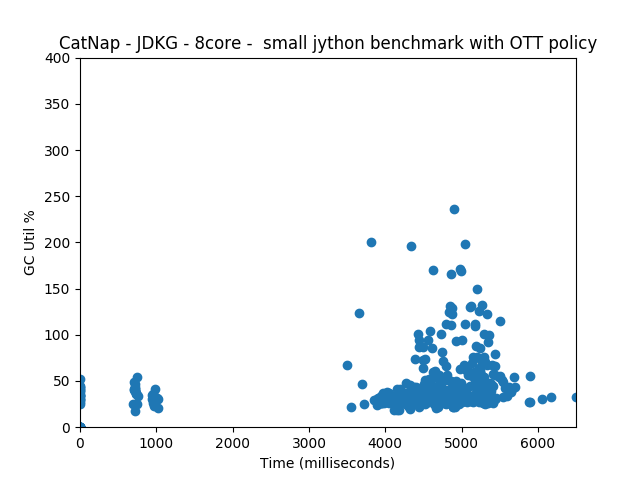 CatNap - JDKG - 8core -  small jython benchmark with OTT policy
400
350
300
250
200
150
100
50
0
GC Util %
0 1000 2000 3000 4000 5000 6000
Time (milliseconds)